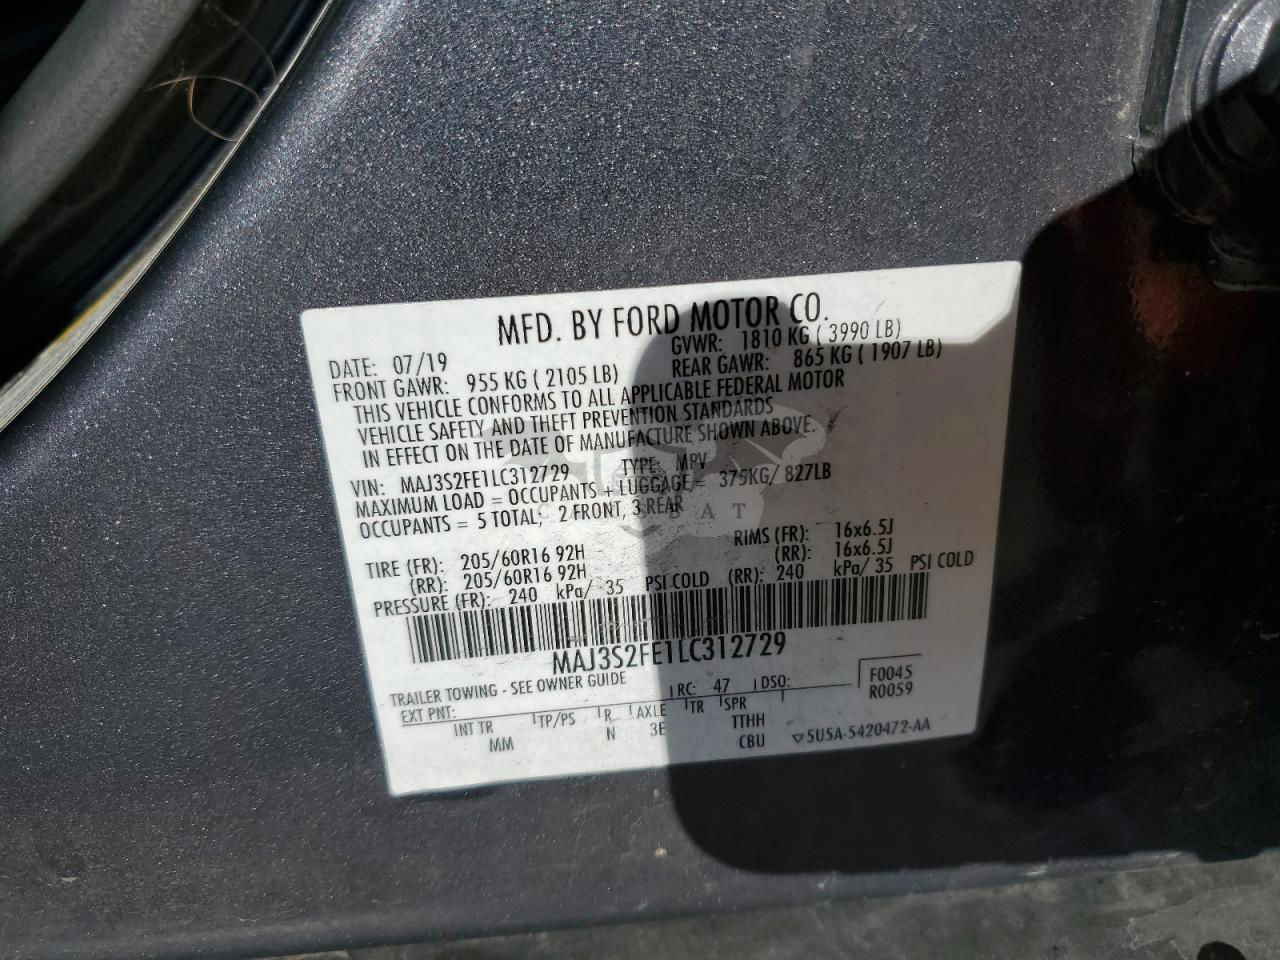 MFD. BY FORD MOTOR CO.
DATE: 07/19 GVWR: 1810 KG ( 3990 LB)
FRONT GAWR: 955 KG ( 2105 LB) REAR GAWR: 865 KG ( 1907 LB)
THIS VEHICLE CONFORMS TO ALL APPLICABLE FEDERAL MOTOR
VEHICLE SAFETY AND THEFT PREVENTION STANDARDS
IN EFFECT ON THE DATE OF MANUFACTURE SHOWN ABOVE.
VIN: MAJ3S2FE1LC312729 TYPE: MPV
MAXIMUM LOAD = OCCUPANTS + LUGGAGE = 375KG/ 827LB
OCCUPANTS = 5 TOTAL; 2 FRONT, 3 REAR
TIRE (FR): 205/60R16 92H RIMS (FR): 16x6.5J
(RR): 205/60R16 92H (RR): 16x6.5J
PRESSURE (FR): 240 kPa/ 35 PSI COLD (RR): 240 kPa/ 35 PSI COLD
MAJ3S2FE1LC312729
TRAILER TOWING - SEE OWNER GUIDE
EXT PNT: RC: 47 DSO: F0045
R0059
INT TR TP/PS R AXLE TR SPR
MM N 3E TTHH
CBU ▽5U5A-5420472-AA